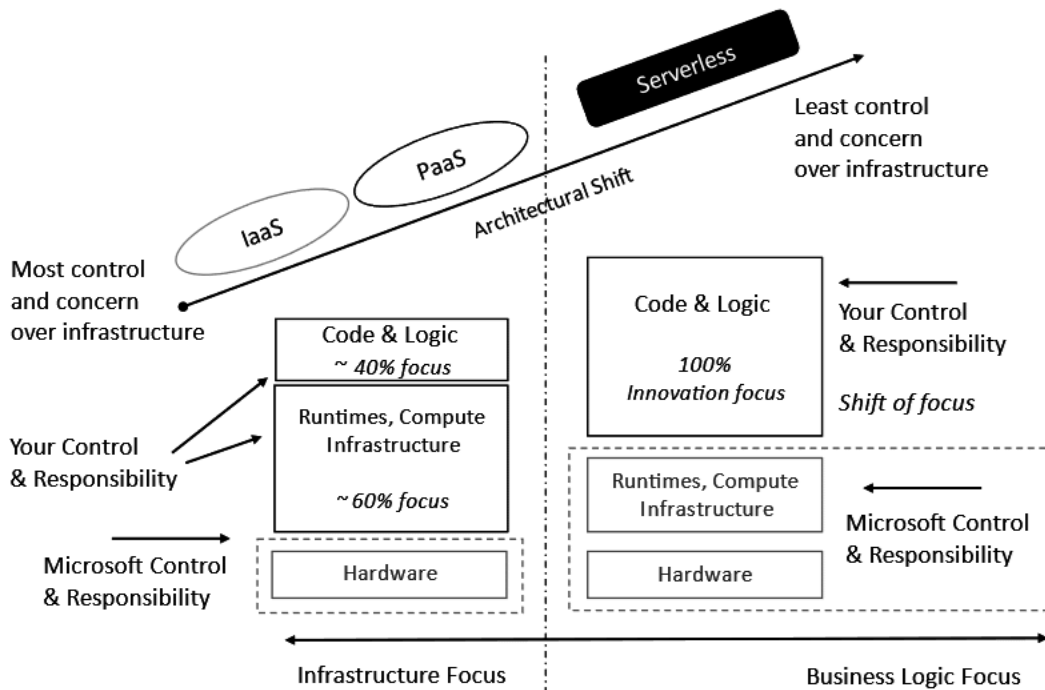 Serverless
Least control
and concern
over infrastructure
PaaS
Architectural Shift
IaaS
Most control
and concern
over infrastructure
Code & Logic
~ 40% focus
Runtimes, Compute
Infrastructure
~ 60% focus
Your Control
& Responsibility
Microsoft Control
& Responsibility
Hardware
Code & Logic
100%
Innovation focus
Your Control
& Responsibility
Shift of focus
Runtimes, Compute
Infrastructure
Microsoft Control
& Responsibility
Hardware
Infrastructure Focus
Business Logic Focus